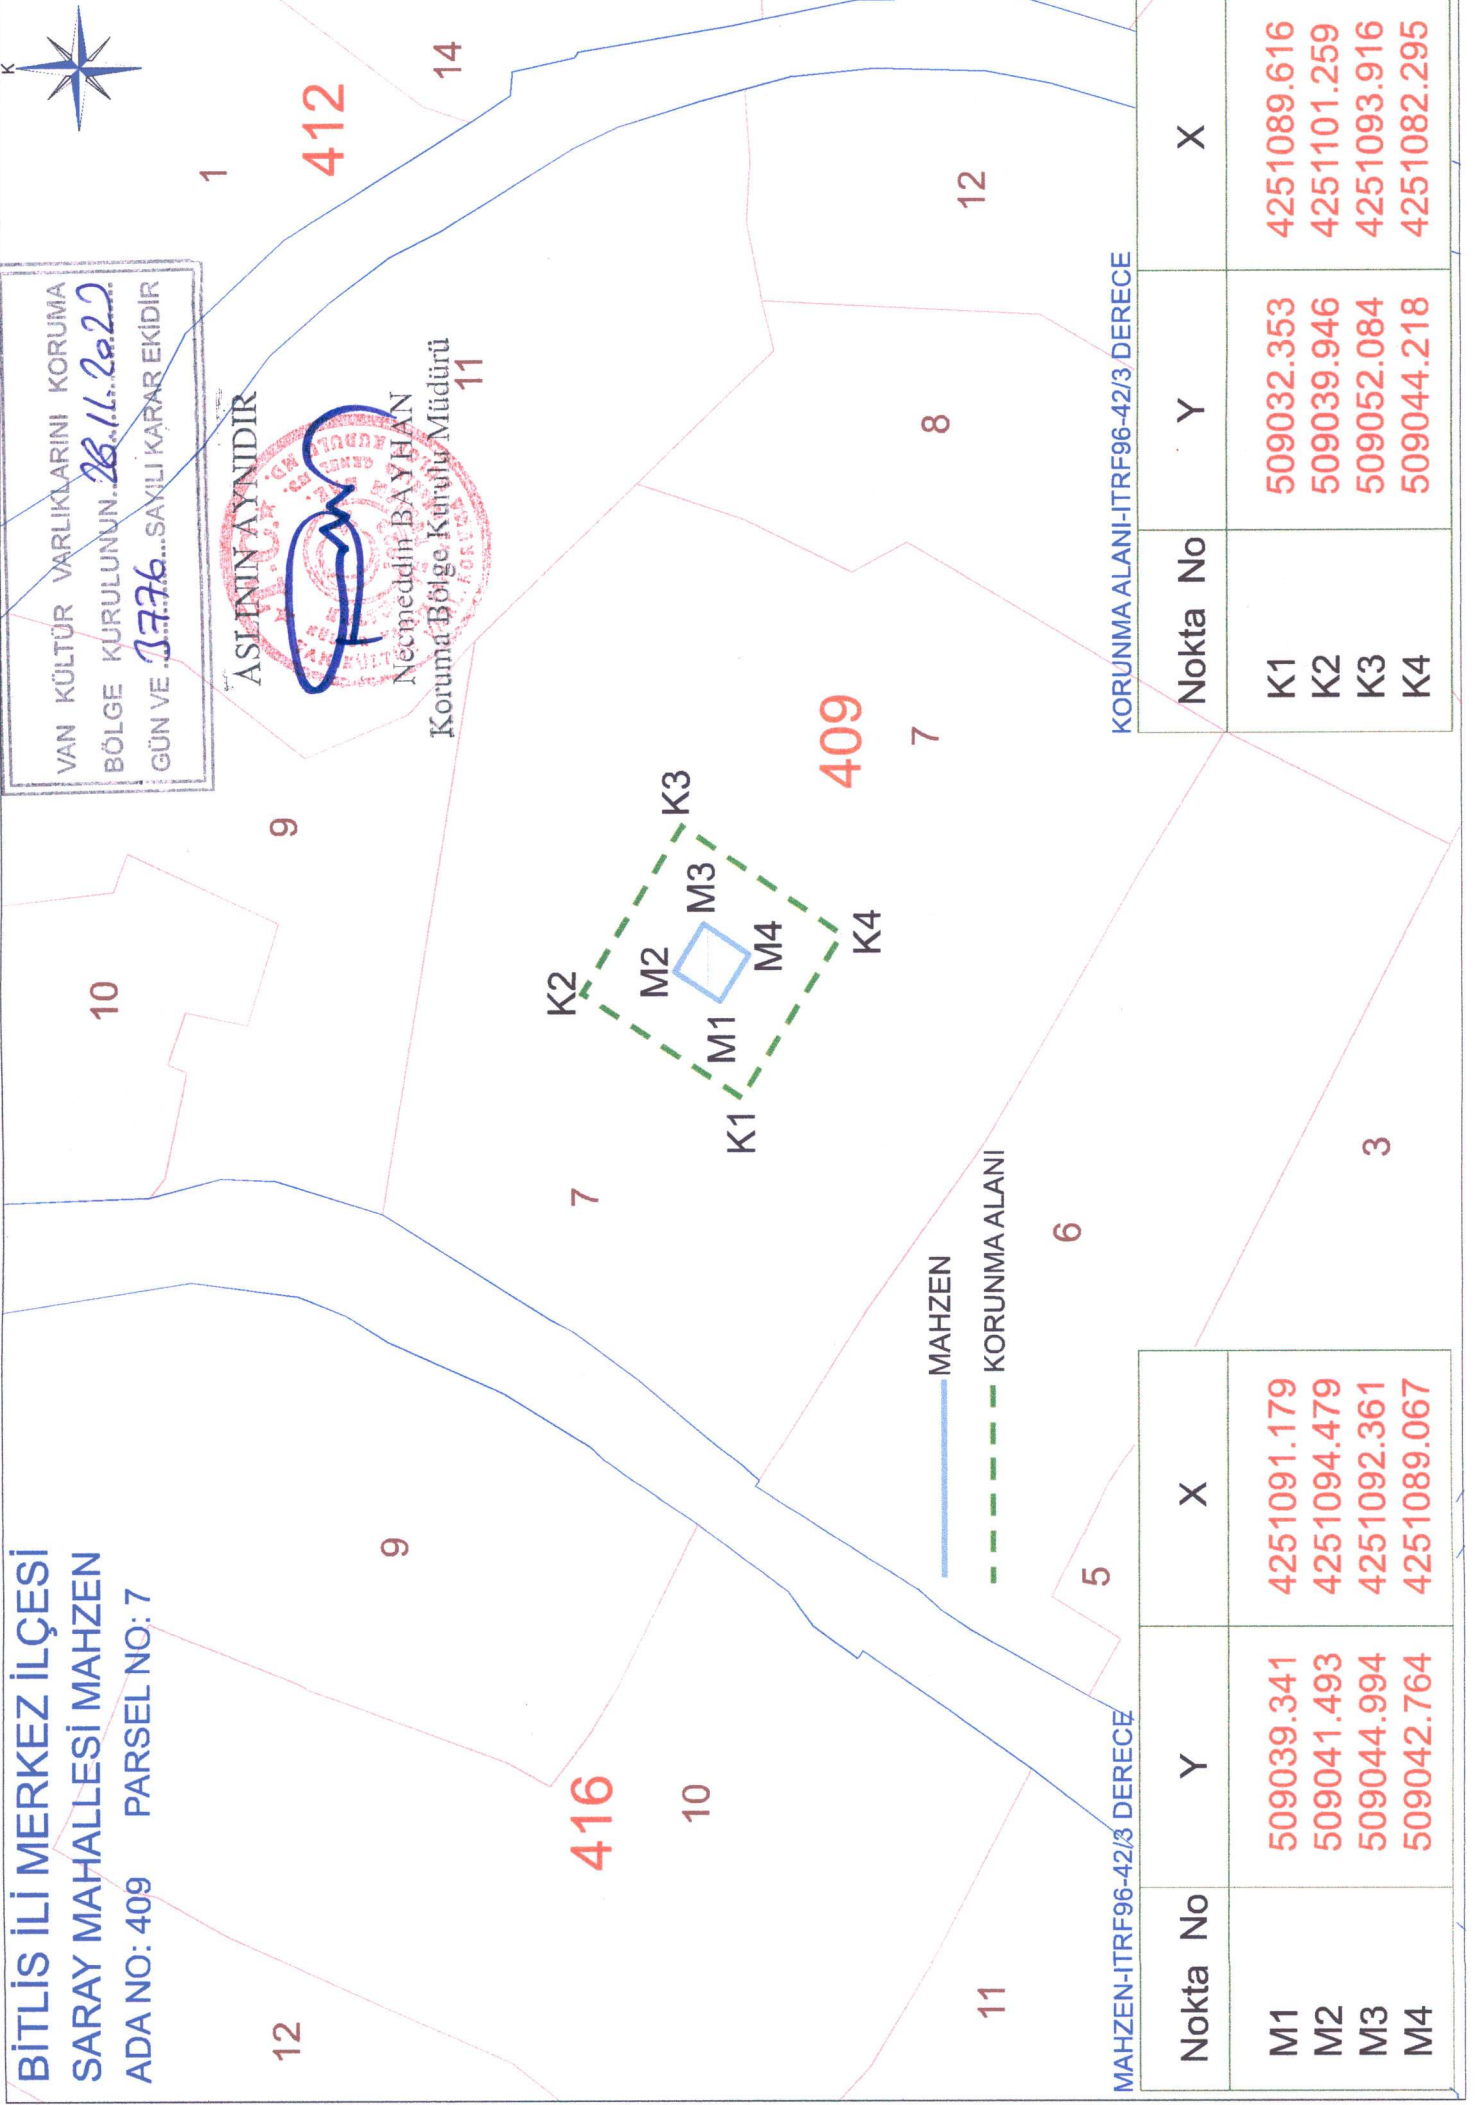 BİTLİS İLİ MERKEZ İLÇESİ
SARAY MAHALLESİ MAHZEN
ADA NO: 409 PARSEL NO: 7
VAN KÜLTÜR VARLIKLARINI KORUMA
BÖLGE KURULUNUN 28.11.2022
GÜN VE 3776 SAYILI KARAR EKİDİR
ASLININ AYNIDIR
Necmeddin BAYHAN
Koruma Bölge Kurulu Müdürü
K
1
412
14
10
9
11
12
9
7
K2
K3
M2
M3
M1
M4
K1
K4
409
7
8
12
416
10
11
6
5
3
MAHZEN
KORUNMA ALANI
MAHZEN-ITRF96-42/3 DERECE
Nokta No Y X
M1 509039.341 4251091.179
M2 509041.493 4251094.479
M3 509044.994 4251092.361
M4 509042.764 4251089.067
KORUNMA ALANI-ITRF96-42/3 DERECE
Nokta No Y X
K1 509032.353 4251089.616
K2 509039.946 4251101.259
K3 509052.084 4251093.916
K4 509044.218 4251082.295